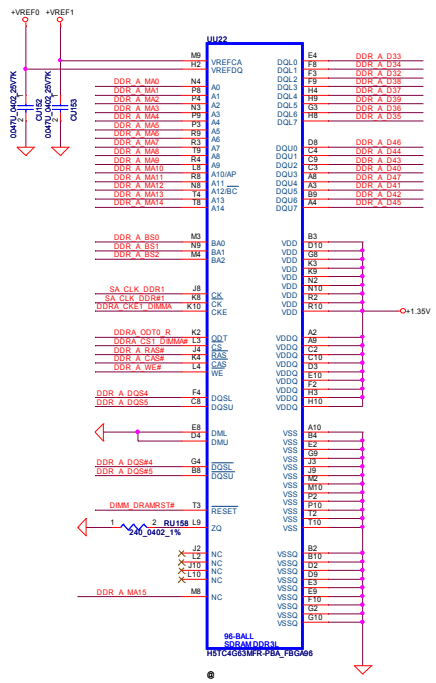 +VREF0 +VREF1
UU22
.047U_0402_25V7K
CU152
.047U_0402_25V7K
CU153
1 2
1 2
M9 VREFCA
H2 VREFDQ
DDR_A_MA0 N4 A0
DDR_A_MA1 P8 A1
DDR_A_MA2 P4 A2
DDR_A_MA3 N3 A3
DDR_A_MA4 P9 A4
DDR_A_MA5 P3 A5
DDR_A_MA6 R9 A6
DDR_A_MA7 R3 A7
DDR_A_MA8 T9 A8
DDR_A_MA9 R4 A9
DDR_A_MA10 L8 A10/AP
DDR_A_MA11 R8 A11
DDR_A_MA12 N8 A12/BC
DDR_A_MA13 T4 A13
DDR_A_MA14 T8 A14
DDR_A_BS0 M3 BA0
DDR_A_BS1 N9 BA1
DDR_A_BS2 M4 BA2
SA_CLK_DDR1 J8 CK
SA_CLK_DDR#1 K8 CK
DDRA_CKE1_DIMMA K10 CKE
DDRA_ODT0_R K2 ODT
DDRA_CS1_DIMMA# L3 CS
DDR_A_RAS# J4 RAS
DDR_A_CAS# K4 CAS
DDR_A_WE# L4 WE
DDR_A_DQS4 F4 DQSL
DDR_A_DQS5 C8 DQSU
E8 DML
D4 DMU
DDR_A_DQS#4 G4 DQSL
DDR_A_DQS#5 B8 DQSU
DIMM_DRAMRST# T3 RESET
1 2 RU158 L9 ZQ
240_0402_1%
J2 NC
L2 NC
J10 NC
L10 NC
DDR_A_MA15 M8 NC
DQL0 E4 DDR_A_D33
DQL1 F8 DDR_A_D34
DQL2 F3 DDR_A_D32
DQL3 F9 DDR_A_D38
DQL4 H4 DDR_A_D37
DQL5 H9 DDR_A_D39
DQL6 G3 DDR_A_D36
DQL7 H8 DDR_A_D35
DQU0 D8 DDR_A_D46
DQU1 C4 DDR_A_D44
DQU2 C9 DDR_A_D43
DQU3 C3 DDR_A_D40
DQU4 A8 DDR_A_D47
DQU5 A3 DDR_A_D41
DQU6 B9 DDR_A_D42
DQU7 A4 DDR_A_D45
VDD B3
VDD D10
VDD G8
VDD K3
VDD K9
VDD N2
VDD N10
VDD R2
VDD R10
+1.35V
VDDQ A2
VDDQ A9
VDDQ C2
VDDQ C10
VDDQ D3
VDDQ E10
VDDQ F2
VDDQ H3
VDDQ H10
VSS A10
VSS B4
VSS E2
VSS G9
VSS J3
VSS J9
VSS M2
VSS M10
VSS P2
VSS P10
VSS T2
VSS T10
VSSQ B2
VSSQ B10
VSSQ D2
VSSQ D9
VSSQ E3
VSSQ E9
VSSQ F10
VSSQ G2
VSSQ G10
96-BALL
SDRAM DDR3L
H5TC4G63MFR-PBA_FBGA96
@